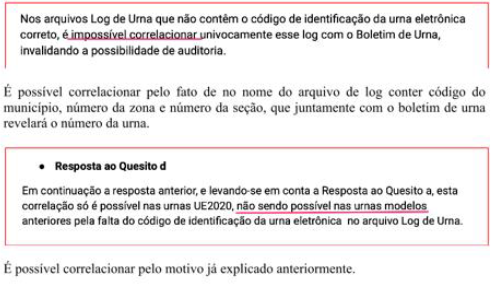 Nos arquivos Log de Urna que não contêm o código de identificação da urna eletrônica
correto, é impossível correlacionar univocamente esse log com o Boletim de Urna,
invalidando a possibilidade de auditoria.
É possível correlacionar pelo fato de no nome do arquivo de log conter código do
município, número da zona e número da seção, que juntamente com o boletim de urna
revelará o número da urna.
• Resposta ao Quesito d
Em continuação a resposta anterior, e levando-se em conta a Resposta ao Quesito a, esta
correlação só é possível nas urnas UE2020, não sendo possível nas urnas modelos
anteriores pela falta do código de identificação da urna eletrônica no arquivo Log de Urna.
É possível correlacionar pelo motivo já explicado anteriormente.